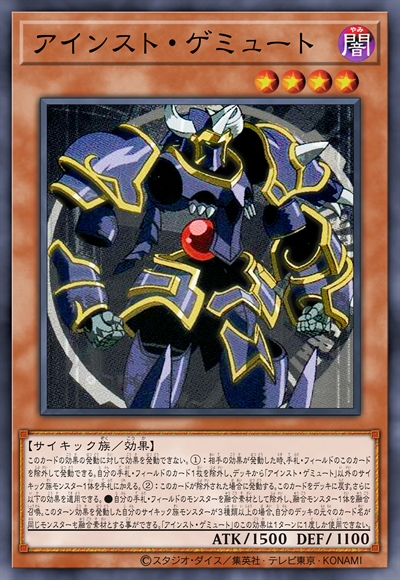 アインスト・ゲミュート
やみ
闇
【サイキック族／効果】
このカードの効果の発動に対して効果を発動できない。①：相手の効果が発動した時、手札・フィールドのこのカード
を除外して発動できる。自分の手札・フィールドのカード1枚を除外し、デッキから「アインスト・ゲミュート」以外のサイ
キック族モンスター1体を手札に加える。②：このカードが除外された場合に発動する。このカードをデッキに戻す。さらに
以下の効果を適用できる。●自分の手札・フィールドのモンスターを融合素材として除外し、融合モンスター1体を融合
召喚。このターン効果を発動した自分のサイキック族モンスターが3種類以上の場合、自分のデッキの元々のカード名が
同じモンスターも融合素材とする事ができる。「アインスト・ゲミュート」のこの効果は1ターンに1度しか使用できない。
ATK/1500 DEF/1100
©スタジオ・ダイス/集英社・テレビ東京・KONAMI